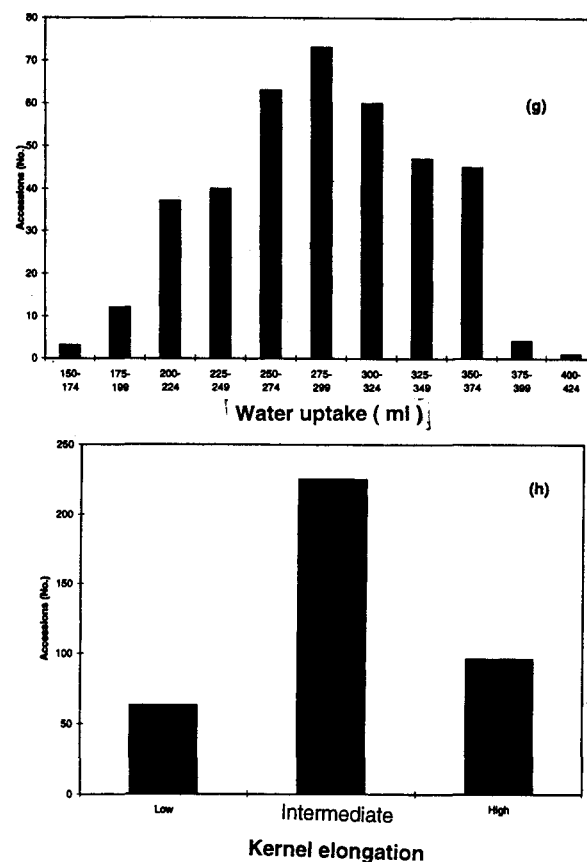 80
70
60
50
40
30
20
10
0
Accessions (No.)
(g)
150-174
175-199
200-224
225-249
250-274
275-299
300-324
325-349
350-374
375-399
400-424
Water uptake ( ml )
250
200
150
100
50
0
Accessions (No.)
(h)
Low
Intermediate
High
Kernel elongation